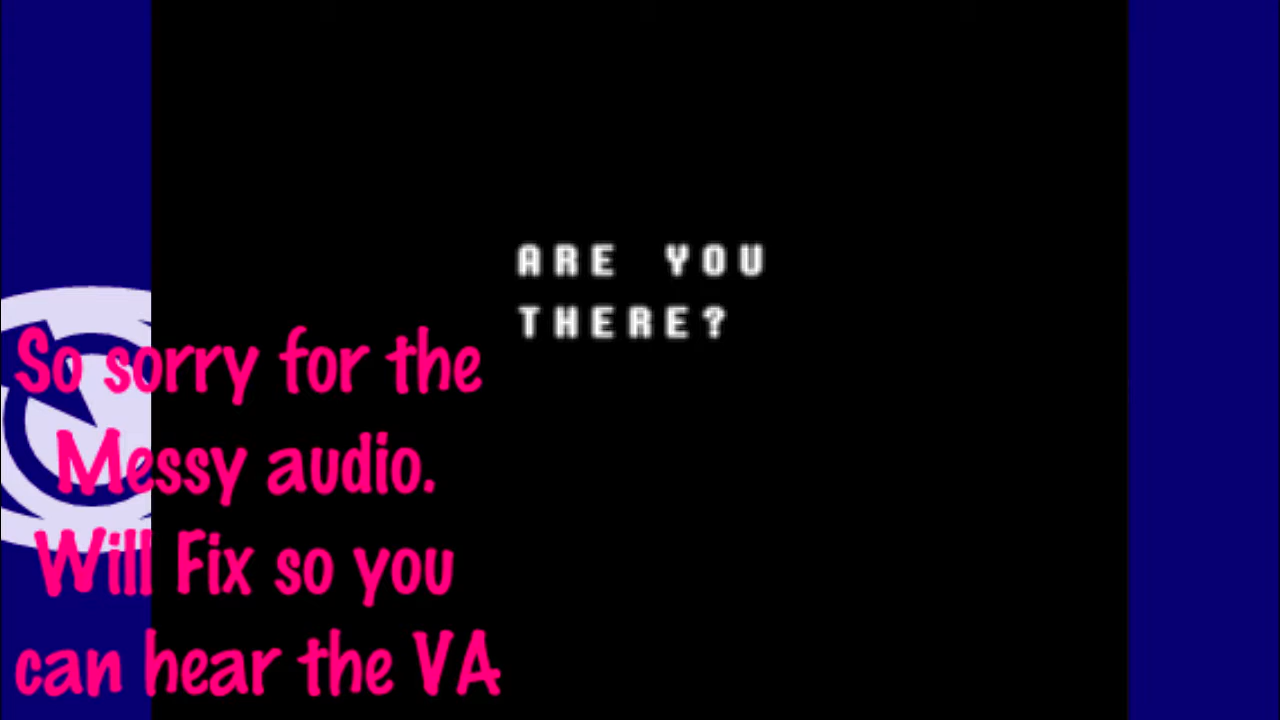 ARE YOU
THERE?
So sorry for the
Messy audio.
Will Fix so you
can hear the VA